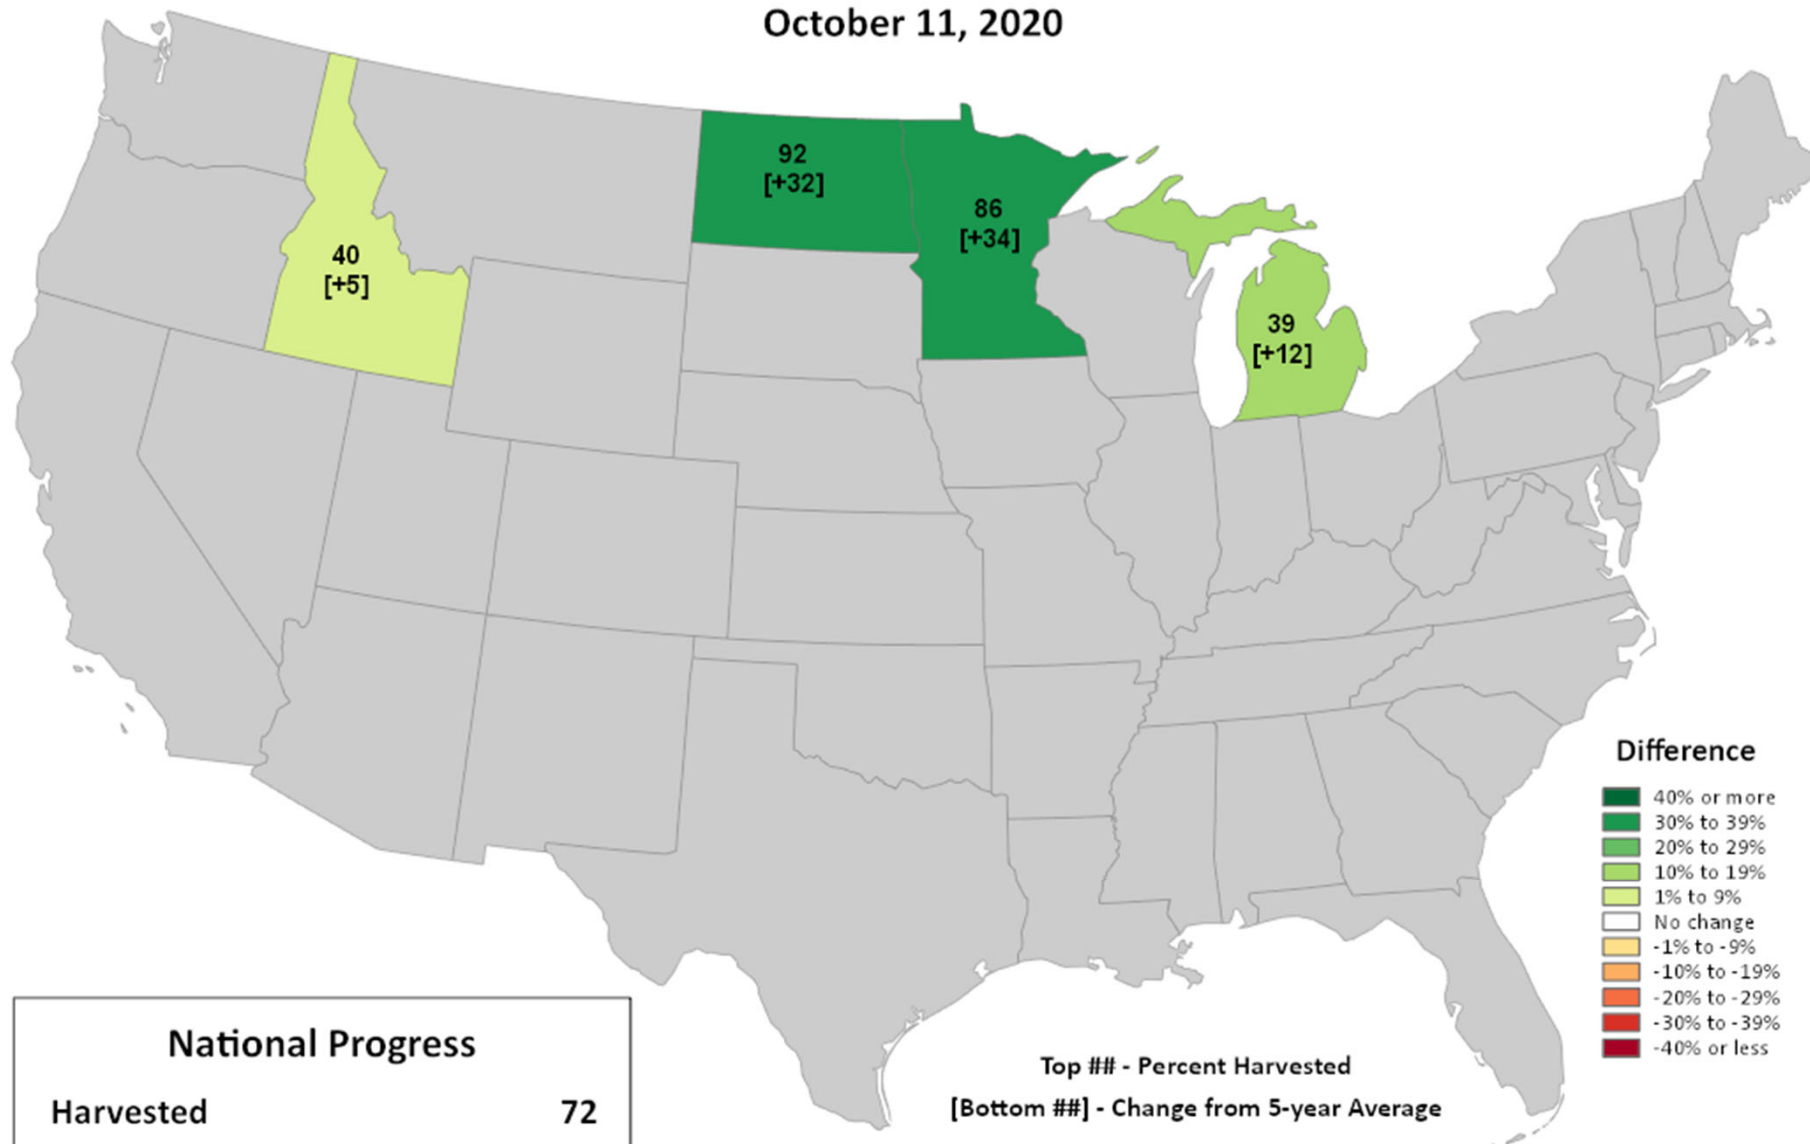 October 11, 2020
92
[+32]
86
[+34]
40
[+5]
39
[+12]
Difference
40% or more
30% to 39%
20% to 29%
10% to 19%
1% to 9%
No change
-1% to -9%
-10% to -19%
-20% to -29%
-30% to -39%
-40% or less
National Progress
Harvested 72
Top ## - Percent Harvested
[Bottom ##] - Change from 5-year Average